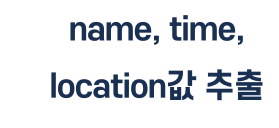 name, time,
location값 추출